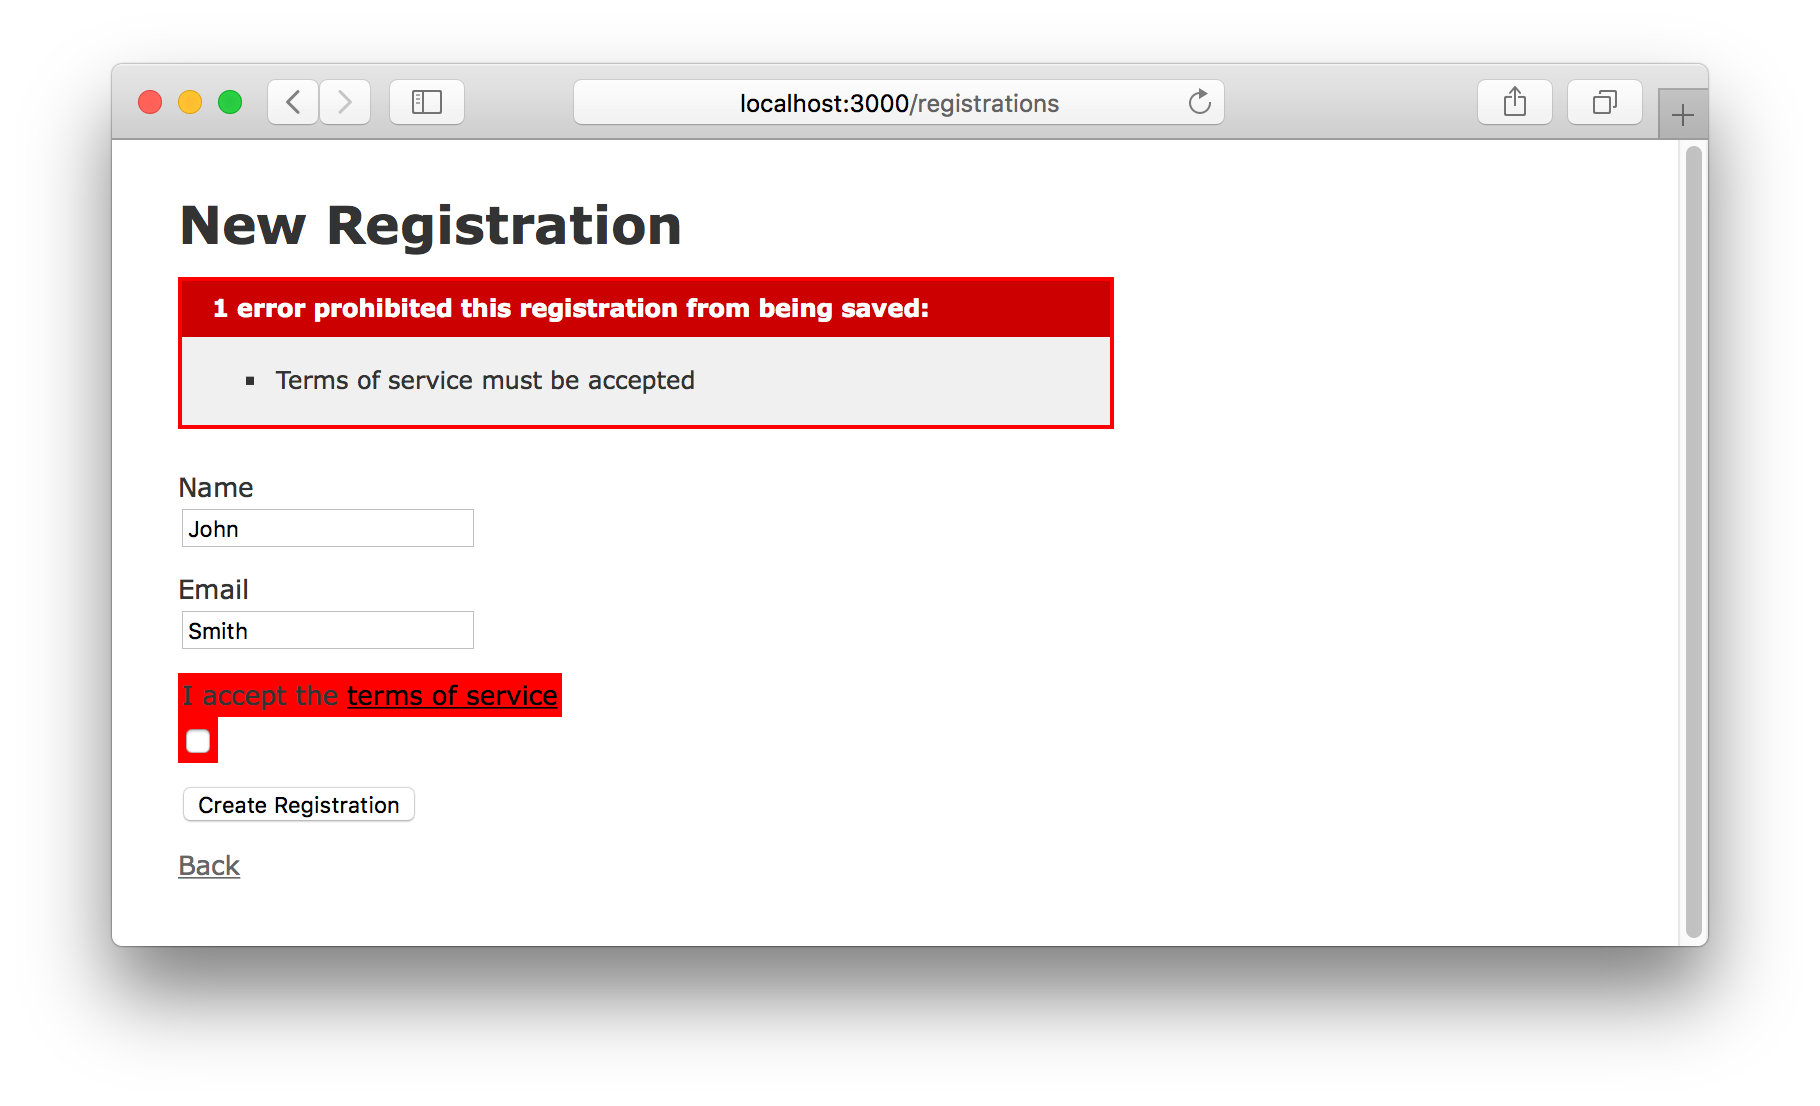 localhost:3000/registrations
New Registration
1 error prohibited this registration from being saved:
Terms of service must be accepted
Name
John
Email
Smith
I accept the terms of service
Create Registration
Back